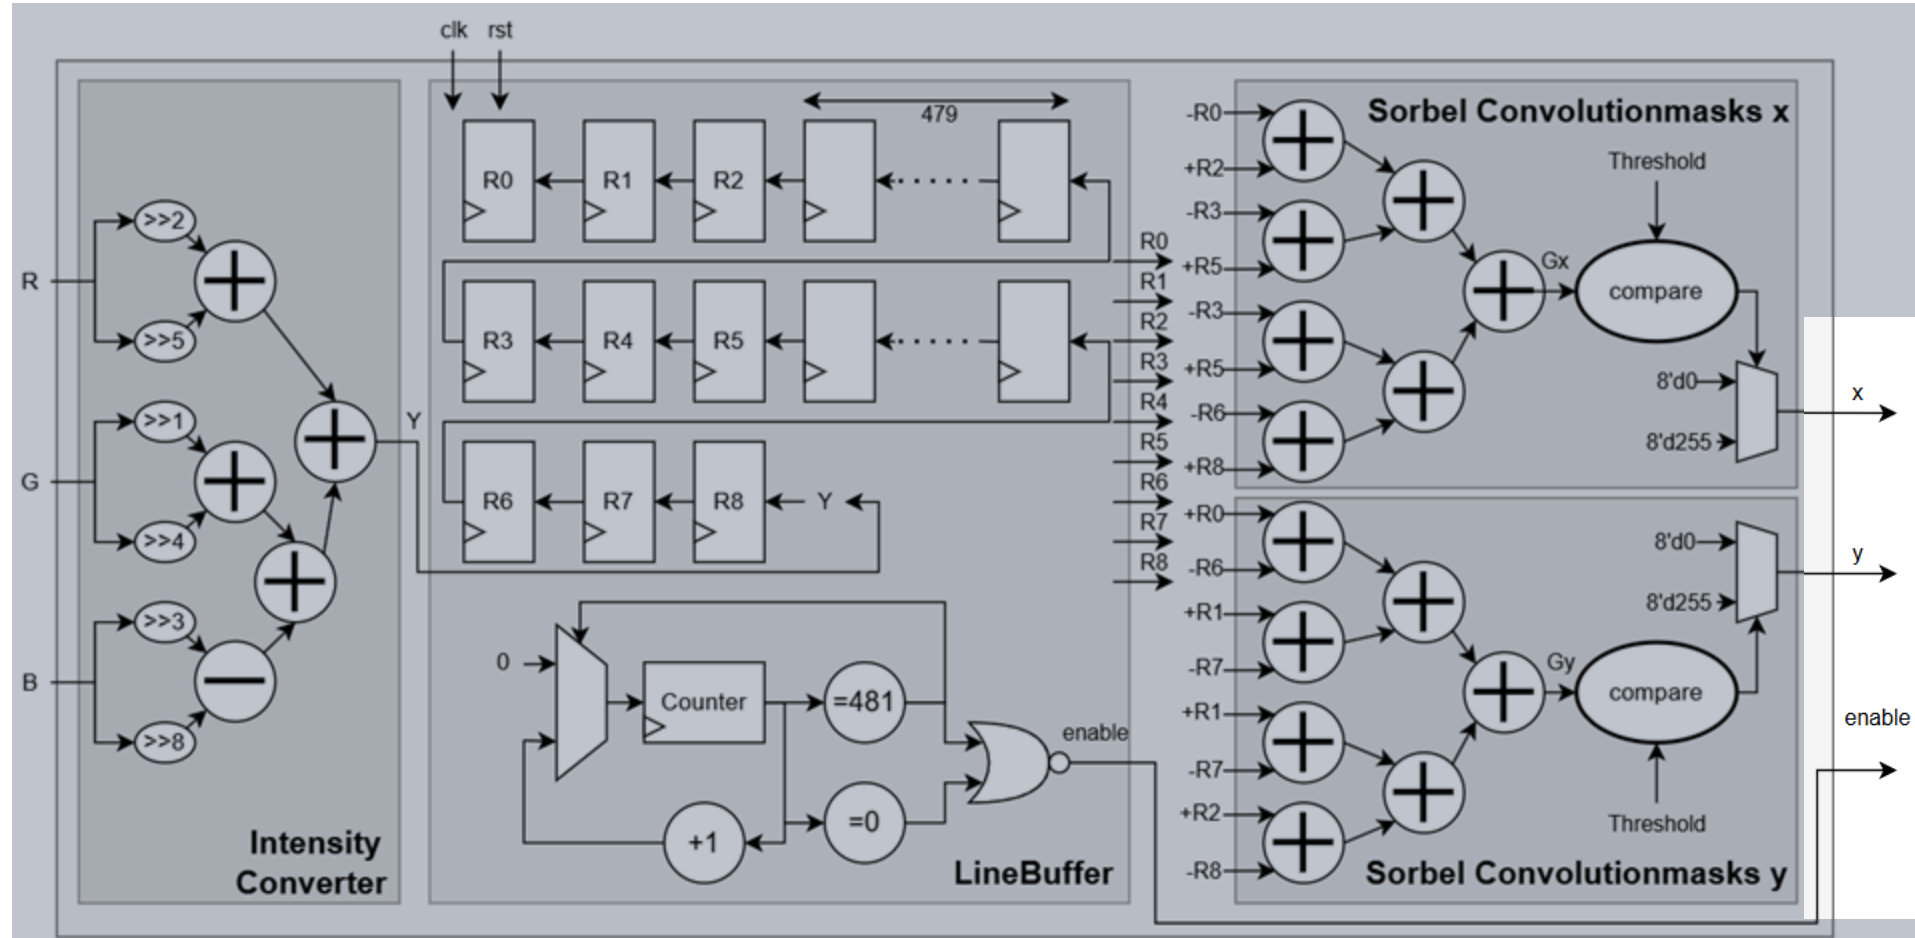 clk rst
R
>>2
>>5
G
>>1
>>4
B
>>3
>>8
Intensity
Converter
Y
479
R0 R1 R2
R3 R4 R5
R6 R7 R8 Y
0
Counter
=481
=0
+1
enable
LineBuffer
R0
R1
R2
R3
R4
R5
R6
R7
R8
Sorbel Convolutionmasks x
-R0
+R2
-R3
+R5
-R3
+R5
-R6
+R8
Gx
Threshold
compare
8'd0
8'd255
x
+R0
-R6
+R1
-R7
+R1
-R7
+R2
-R8
Gy
compare
Threshold
8'd0
8'd255
y
enable
Sorbel Convolutionmasks y